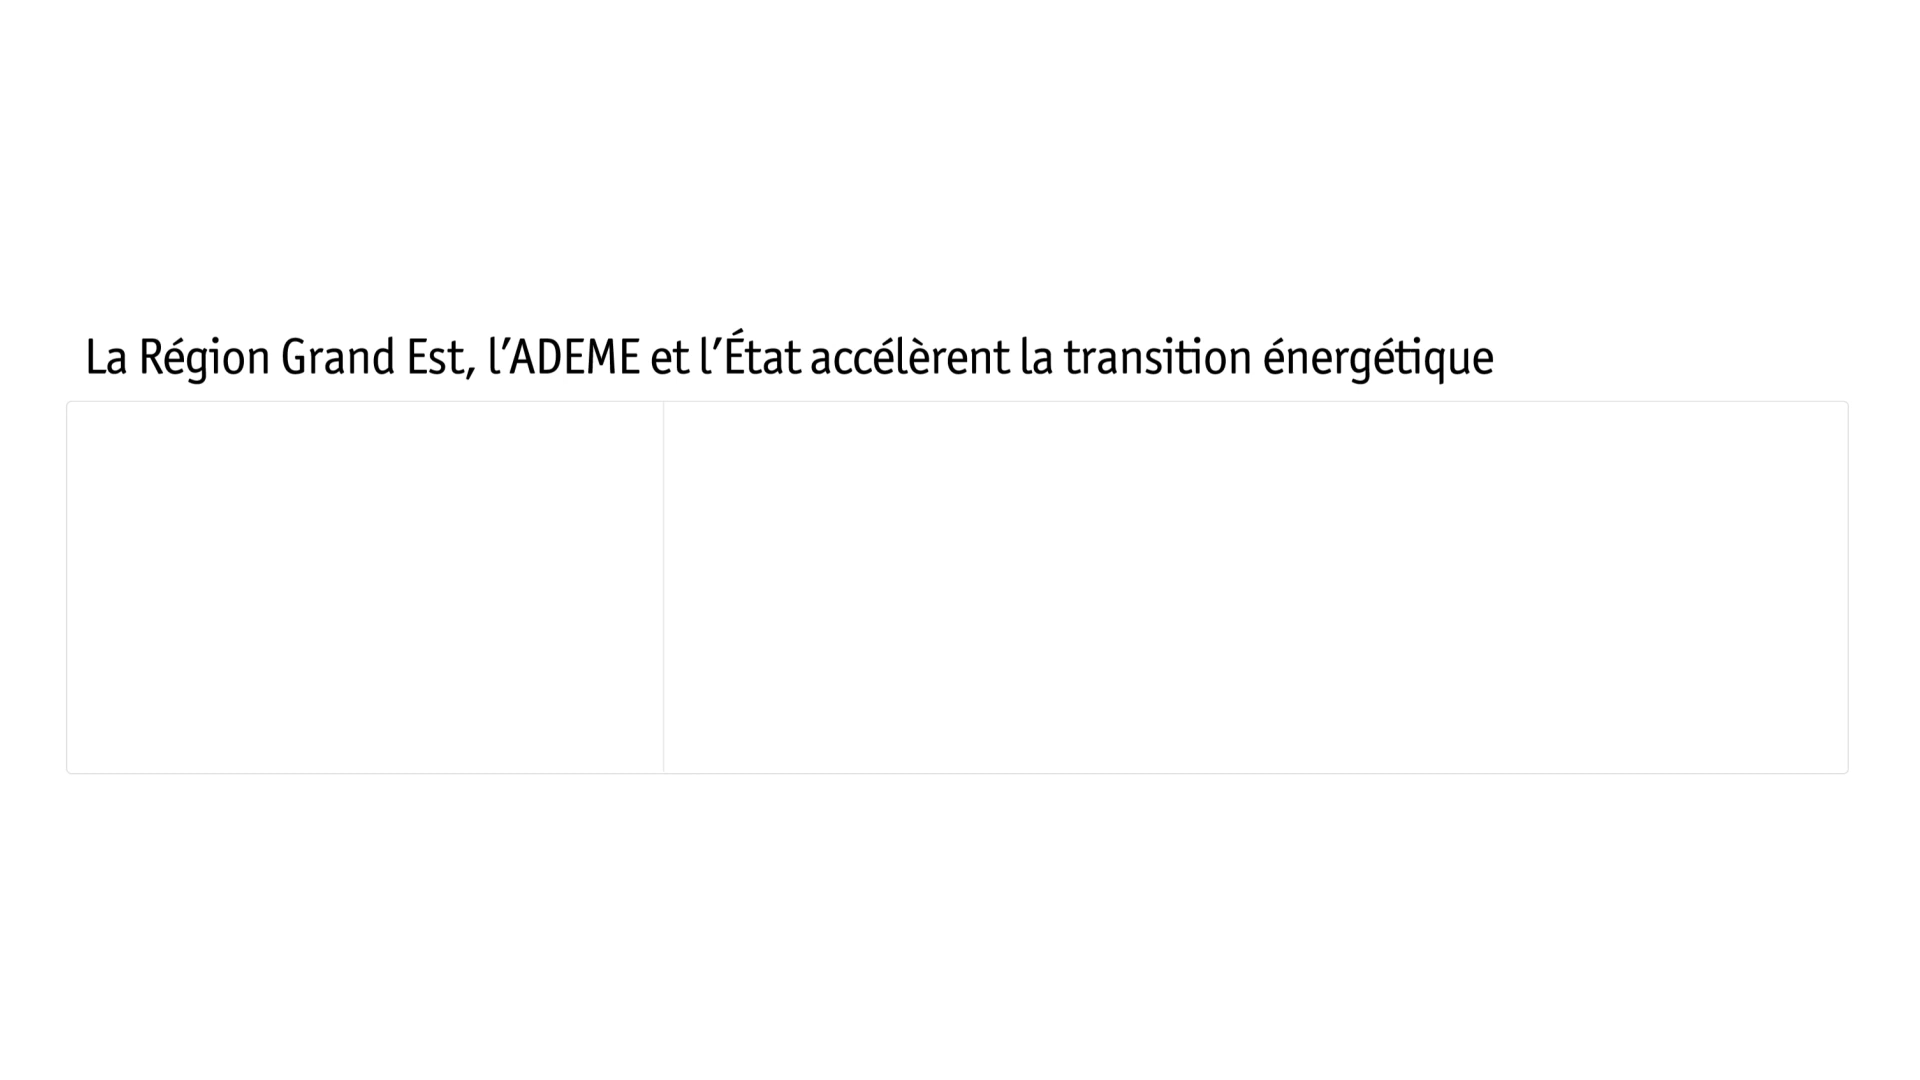 La Région Grand Est, l’ADEME et l’État accélèrent la transition énergétique